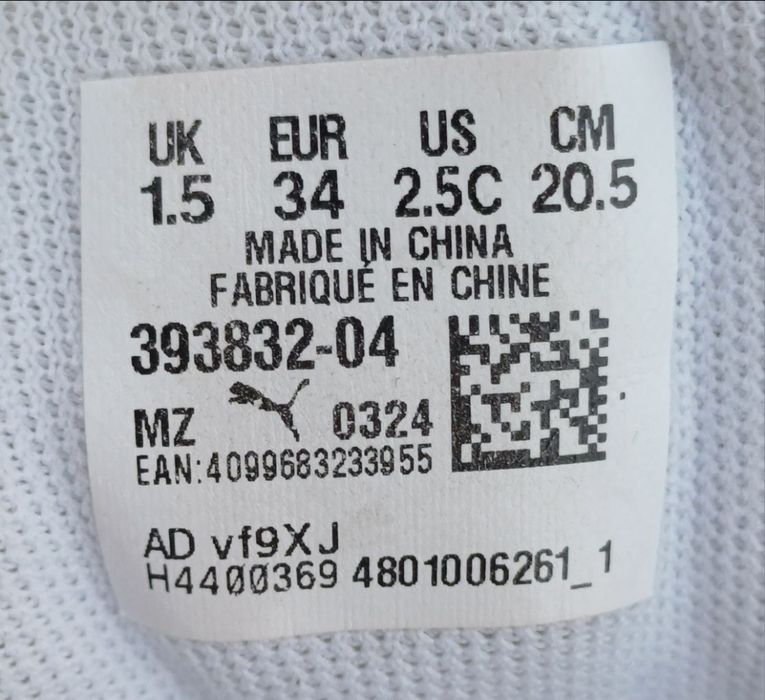 UK EUR US CM
1.5 34 2.5C 20.5
MADE IN CHINA
FABRIQUÉ EN CHINE
393832-04
MZ 0324
EAN:4099683233955
AD vf9XJ
H4400369 4801006261_1